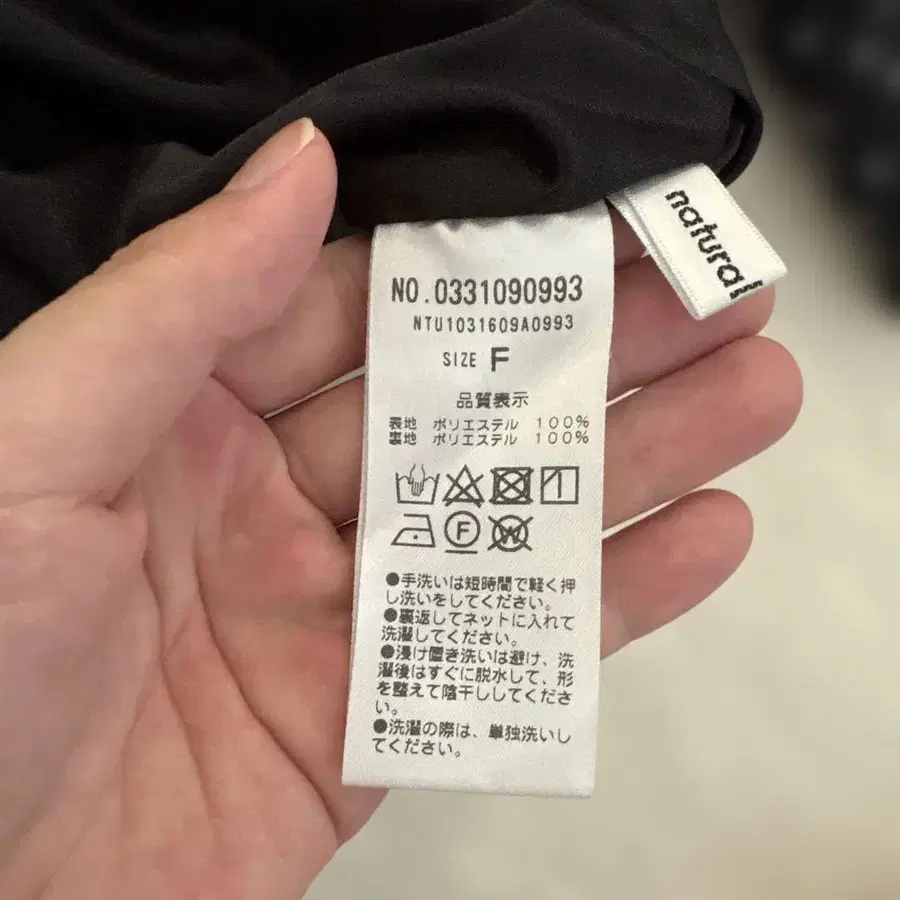 natural
NO.0331090993
NTU1031609A0993
SIZE F
品質表示
表地 ポリエステル 100%
裏地 ポリエステル 100%
1
F W
●手洗いは短時間で軽く押
し洗いをしてください。
●裏返してネットに入れて
洗濯してください。
●浸け置き洗いは避け、洗
濯後はすぐに脱水して、形
を整えて陰干ししてくださ
い。
●洗濯の際は、単独洗いし
てください。